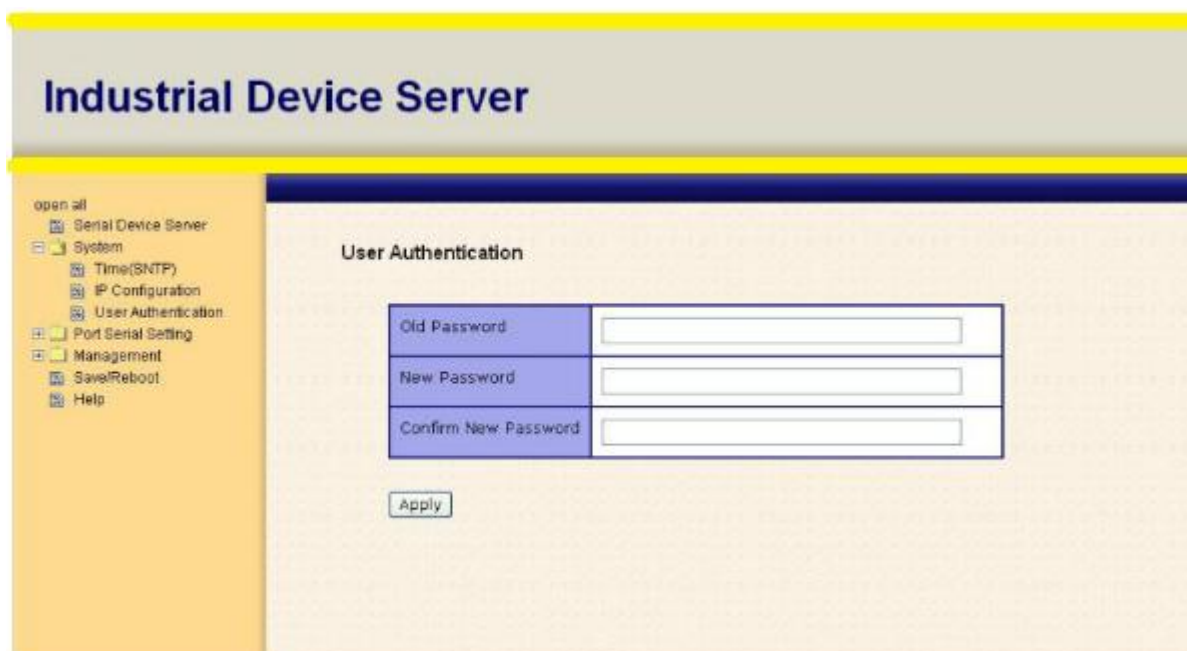 Industrial Device Server
open all
Serial Device Server
System
Time(SNTP)
IP Configuration
User Authentication
Port Serial Setting
Management
Save/Reboot
Help
User Authentication
Old Password
New Password
Confirm New Password
Apply